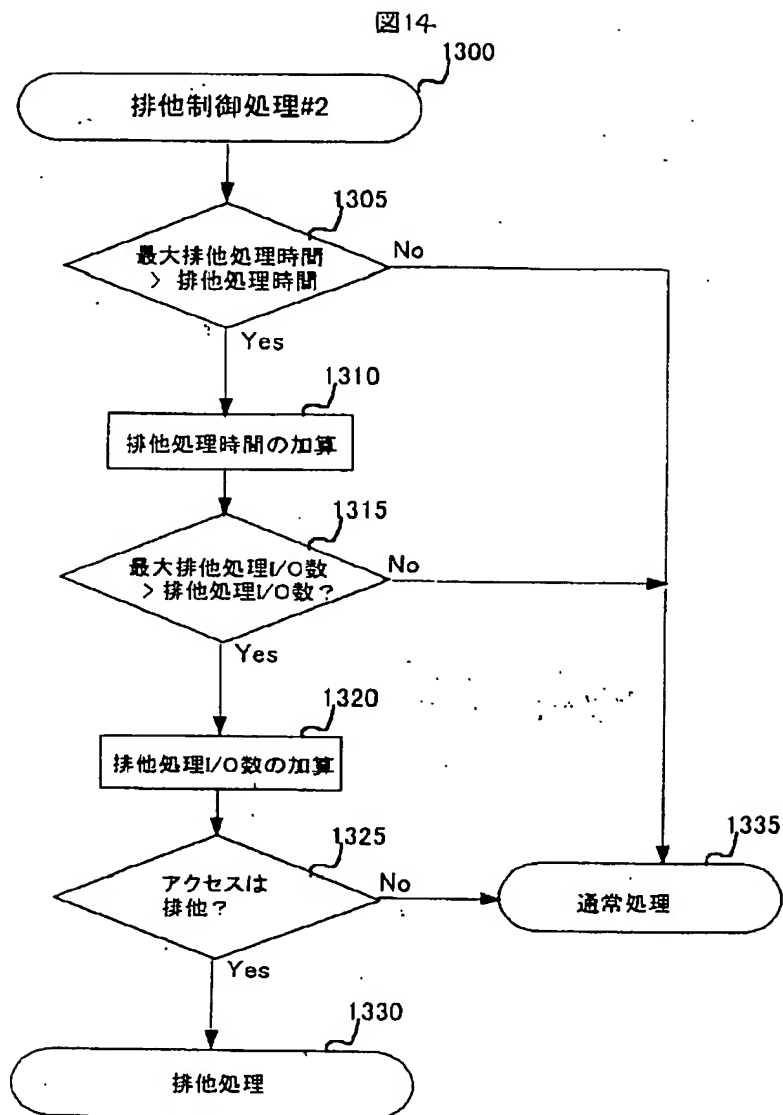 図14
1300
排他制御処理#2
1305
最大排他処理時間
> 排他処理時間
No
Yes
1310
排他処理時間の加算
1315
最大排他処理I/O数
> 排他処理I/O数?
No
Yes
1320
排他処理I/O数の加算
1325
アクセスは
排他?
No
1335
通常処理
Yes
1330
排他処理